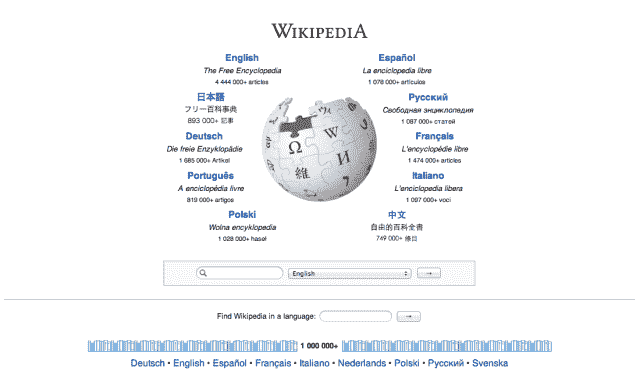 WIKIPEDIA
English
The Free Encyclopedia
4 444 000+ articles
Español
La enciclopedia libre
1 078 000+ artículos
日本語
フリー百科事典
893 000+ 記事
Русский
Свободная энциклопедия
1 087 000+ статей
Deutsch
Die freie Enzyklopädie
1 685 000+ Artikel
Français
L'encyclopédie libre
1 474 000+ articles
Português
A enciclopédia livre
819 000+ artigos
Italiano
L'enciclopedia libera
1 097 000+ voci
Polski
Wolna encyklopedia
1 028 000+ haseł
中文
自由的百科全書
749 000+ 條目
Ω
W
維
И
English
→
Find Wikipedia in a language:
→
1 000 000+
Deutsch • English • Español • Français • Italiano • Nederlands • Polski • Русский • Svenska